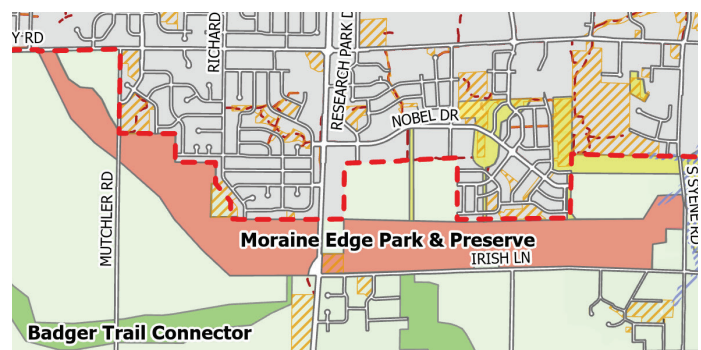 Y RD
RICHARD
RESEARCH PARK D
NOBEL DR
MUTCHLER RD
S SYENE RD
Moraine Edge Park & Preserve
IRISH LN
Badger Trail Connector